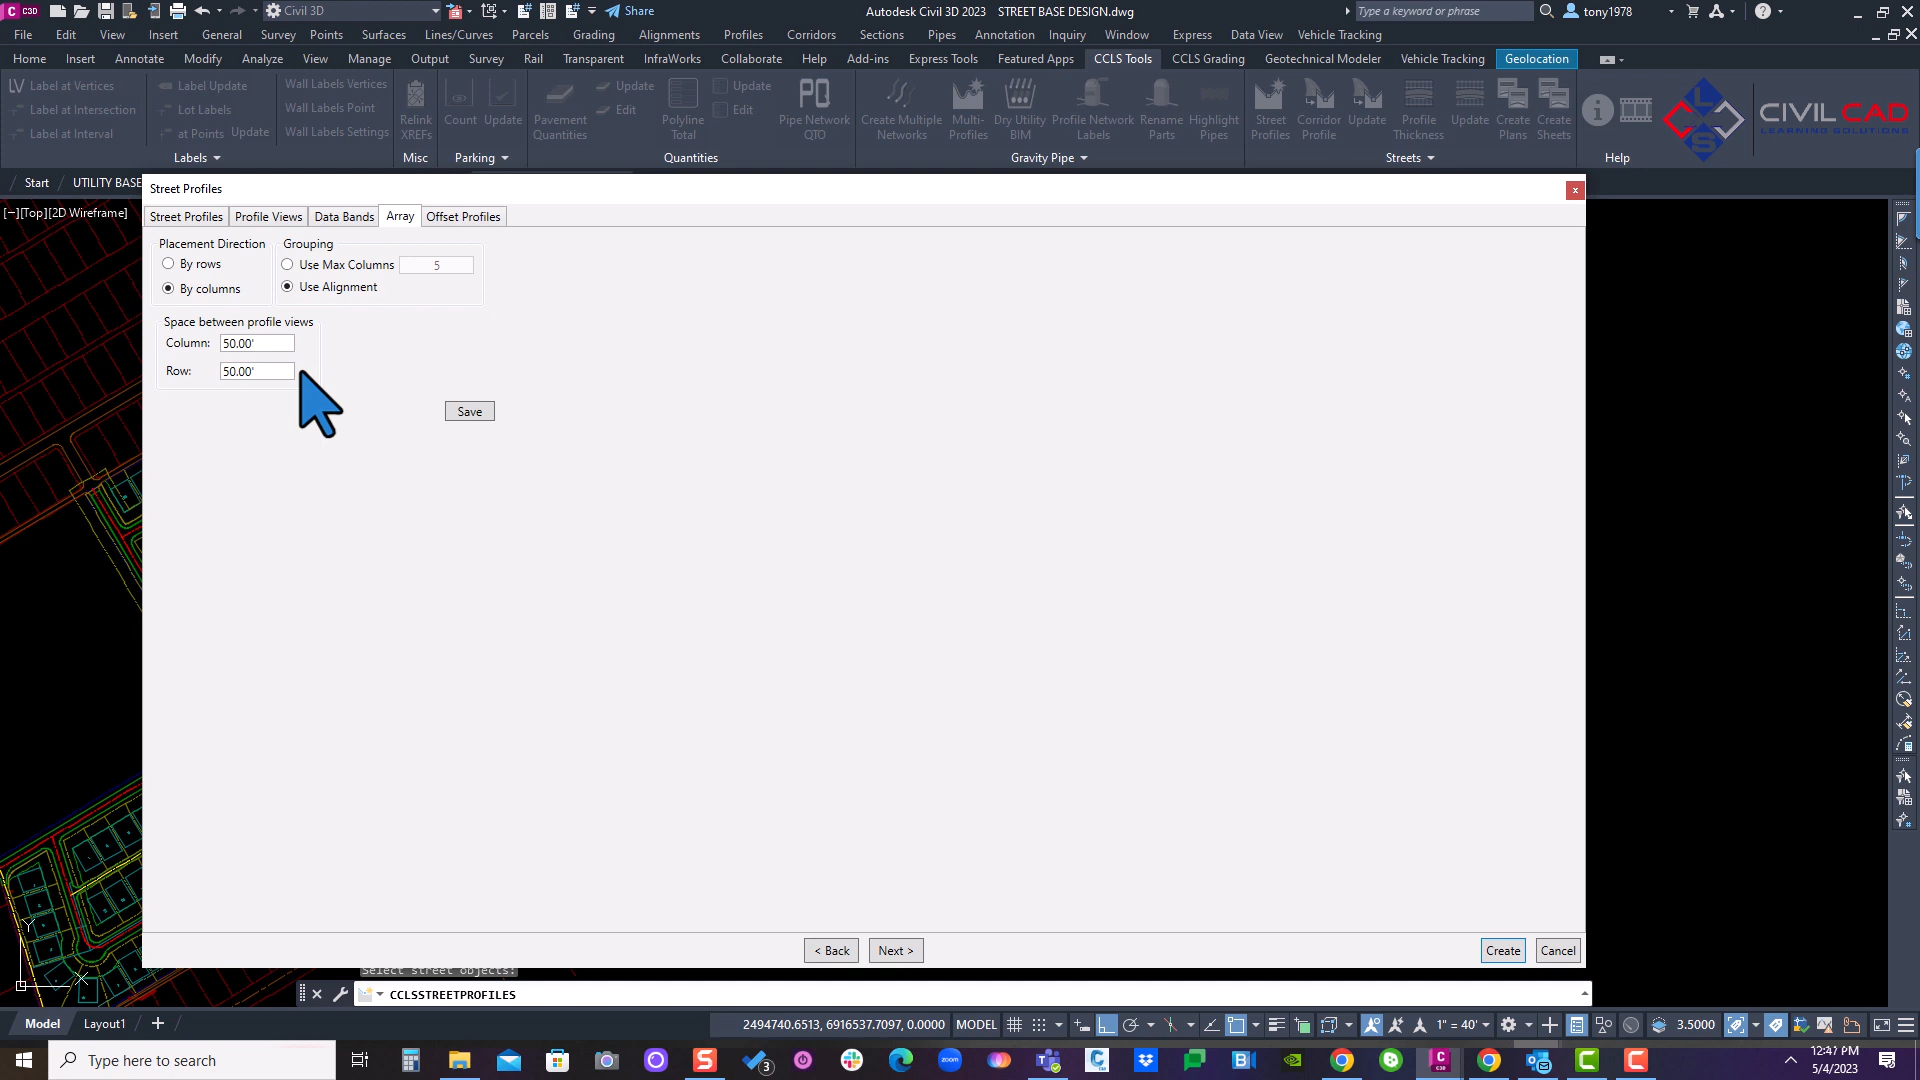 C3D Civil 3D Share Autodesk Civil 3D 2023 STREET BASE DESIGN.dwg Type a keyword or phrase tony1978
File Edit View Insert General Survey Points Surfaces Lines/Curves Parcels Grading Alignments Profiles Corridors Sections Pipes Annotation Inquiry Window Express Data View Vehicle Tracking
Home Insert Annotate Modify Analyze View Manage Output Survey Rail Transparent InfraWorks Collaborate Help Add-ins Express Tools Featured Apps CCLS Tools CCLS Grading Geotechnical Modeler Vehicle Tracking Geolocation
Label at Vertices
Label at Intersection
Label at Interval
Label Update
Lot Labels
at Points Update
Wall Labels Vertices
Wall Labels Point
Wall Labels Settings
Relink XREFs
Count Update
Pavement Quantities
Update
Edit
Polyline Total
Update
Edit
PQ
Pipe Network QTO
Create Multiple Networks
Multi-Profiles
Dry Utility BIM
Profile Network Labels
Rename Parts
Highlight Pipes
Street Profiles
Corridor Profile
Update
Profile Thickness
Update
Create Plans
Create Sheets
L S
CIVILCAD
LEARNING SOLUTIONS
Labels Misc Parking Quantities Gravity Pipe Streets Help
Start UTILITY BASE
[−][Top][2D Wireframe]
Street Profiles x
Street Profiles Profile Views Data Bands Array Offset Profiles
Placement Direction Grouping
By rows Use Max Columns 5
By columns Use Alignment
Space between profile views
Column: 50.00'
Row: 50.00'
Save
< Back Next > Create Cancel
Y
X
Select street objects:
CCLSSTREETPROFILES
Model Layout1 + 2494740.6513, 6916537.7097, 0.0000 MODEL 1" = 40' 3.5000
Type here to search 3 zoom C3D 12:47 PM
5/4/2023